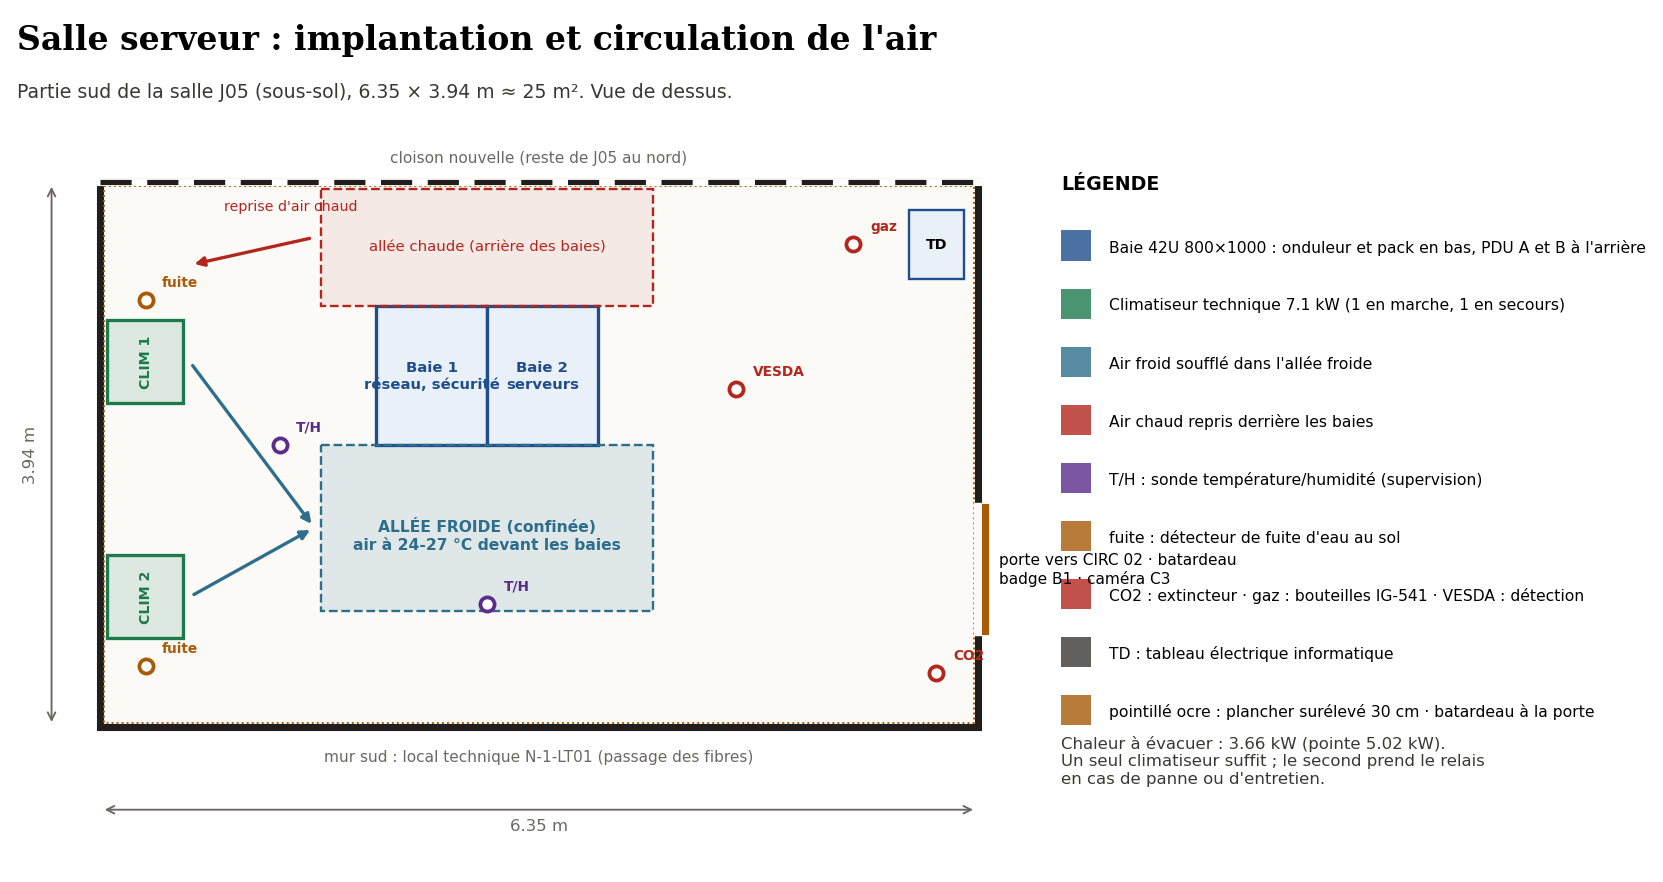 Salle serveur : implantation et circulation de l'air
Partie sud de la salle J05 (sous-sol), 6.35 × 3.94 m ≈ 25 m². Vue de dessus.
cloison nouvelle (reste de J05 au nord)
reprise d'air chaud
allée chaude (arrière des baies)
gaz
TD
fuite
CLIM 1
Baie 1
réseau, sécurité
Baie 2
serveurs
VESDA
T/H
3.94 m
ALLÉE FROIDE (confinée)
air à 24-27 °C devant les baies
T/H
CLIM 2
fuite
porte vers CIRC 02 · batardeau
badge B1 · caméra C3
CO2
mur sud : local technique N-1-LT01 (passage des fibres)
6.35 m
LÉGENDE
Baie 42U 800×1000 : onduleur et pack en bas, PDU A et B à l'arrière
Climatiseur technique 7.1 kW (1 en marche, 1 en secours)
Air froid soufflé dans l'allée froide
Air chaud repris derrière les baies
T/H : sonde température/humidité (supervision)
fuite : détecteur de fuite d'eau au sol
CO2 : extincteur · gaz : bouteilles IG-541 · VESDA : détection
TD : tableau électrique informatique
pointillé ocre : plancher surélevé 30 cm · batardeau à la porte
Chaleur à évacuer : 3.66 kW (pointe 5.02 kW).
Un seul climatiseur suffit ; le second prend le relais
en cas de panne ou d'entretien.